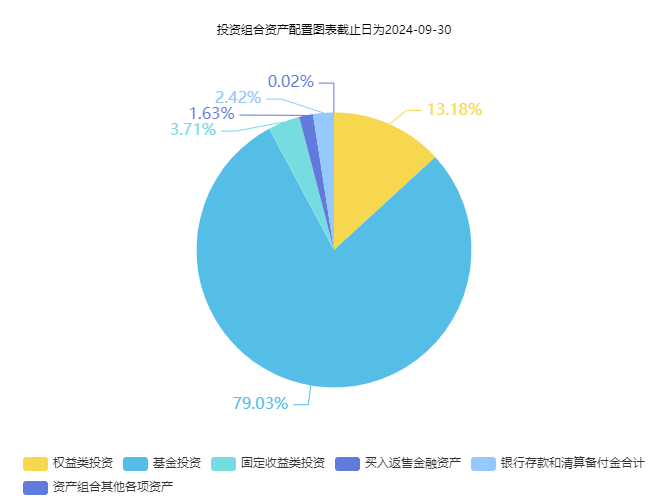 投资组合资产配置图表截止日为2024-09-30
0.02%
2.42%
13.18%
1.63%
3.71%
79.03%
权益类投资 基金投资 固定收益类投资 买入返售金融资产 银行存款和清算备付金合计
资产组合其他各项资产